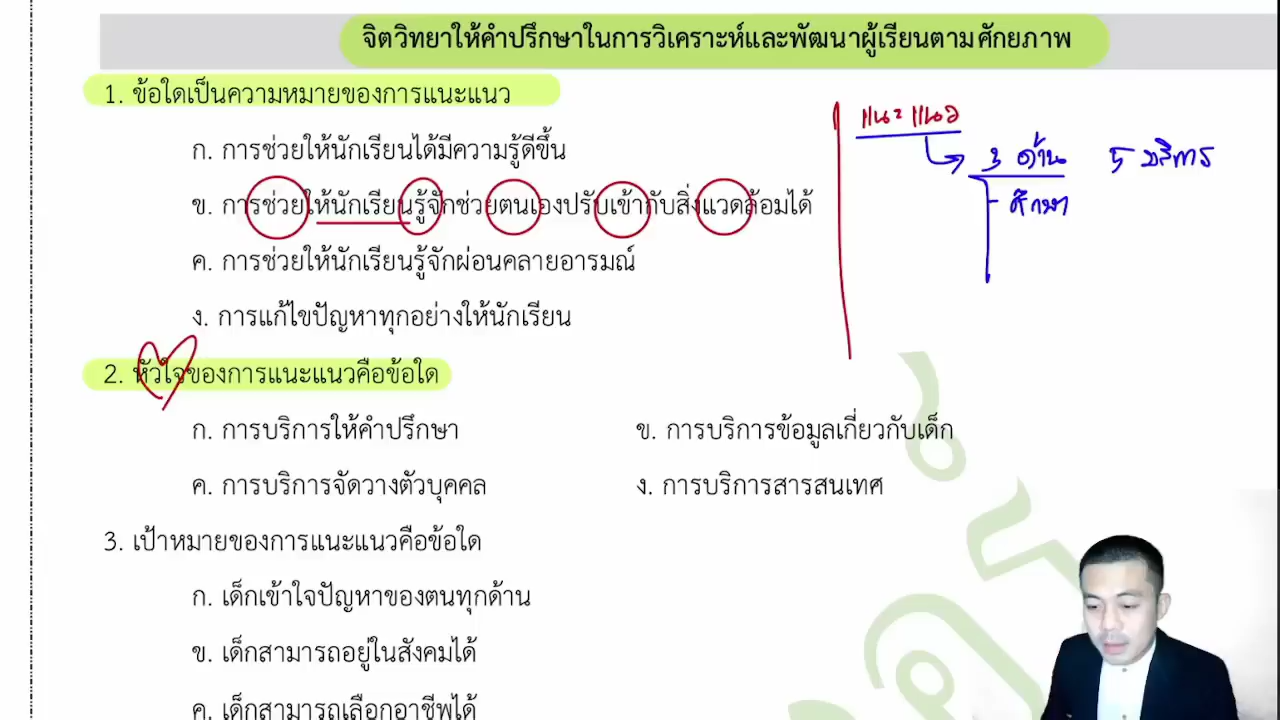 จิตวิทยาให้คำปรึกษาในการวิเคราะห์และพัฒนาผู้เรียนตามศักยภาพ
1. ข้อใดเป็นความหมายของการแนะแนว
ก. การช่วยให้นักเรียนได้มีความรู้ดีขึ้น
ข. การช่วยให้นักเรียนรู้จักช่วยตนเองปรับเข้ากับสิ่งแวดล้อมได้
ค. การช่วยให้นักเรียนรู้จักผ่อนคลายอารมณ์
ง. การแก้ไขปัญหาทุกอย่างให้นักเรียน
แนะแนว
3 ด้าน 5 บริการ
- ศึกษา
2. หัวใจของการแนะแนวคือข้อใด
ก. การบริการให้คำปรึกษา ข. การบริการข้อมูลเกี่ยวกับเด็ก
ค. การบริการจัดวางตัวบุคคล ง. การบริการสารสนเทศ
3. เป้าหมายของการแนะแนวคือข้อใด
ก. เด็กเข้าใจปัญหาของตนทุกด้าน
ข. เด็กสามารถอยู่ในสังคมได้
ค. เด็กสามารถเลือกอาชีพได้